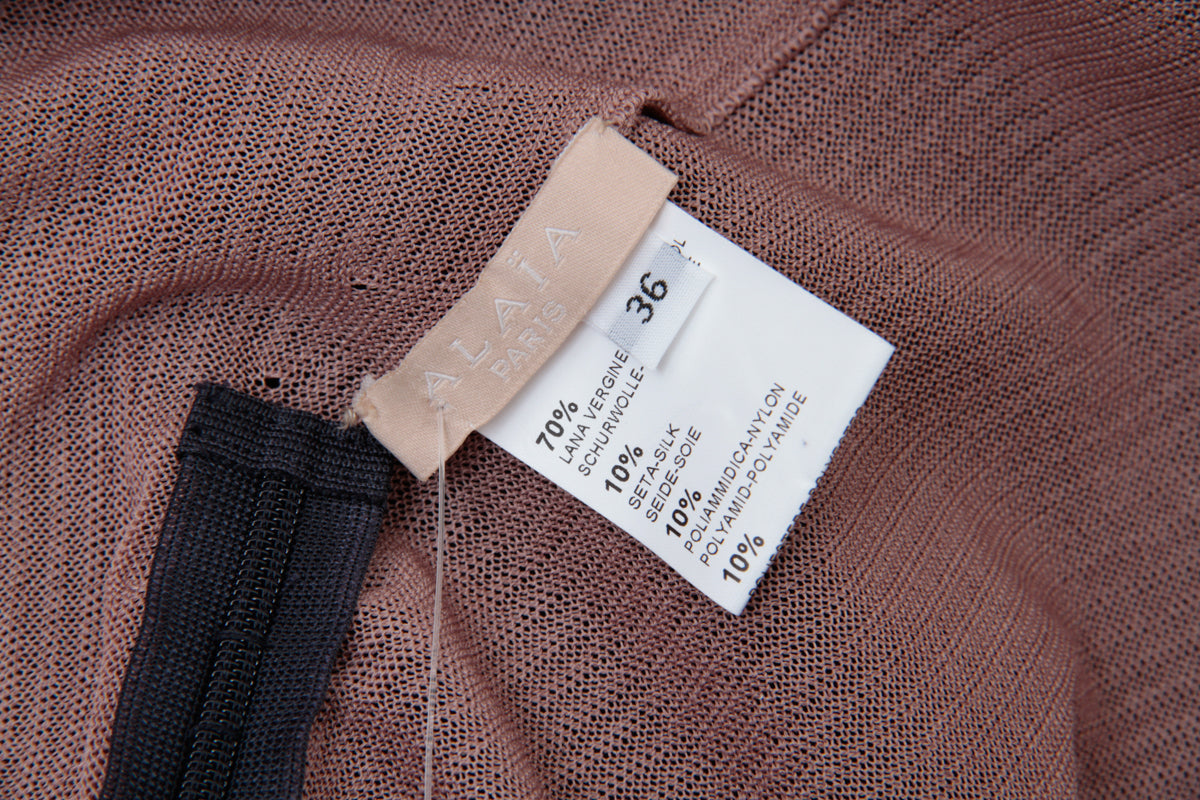 ALAÏA
PARIS
36
70%
LANA VERGINE
SCHURWOLLE-
10%
SETA-SILK
SEIDE-SOIE
10%
POLIAMMIDICA-NYLON
POLYAMID-POLYAMIDE
10%